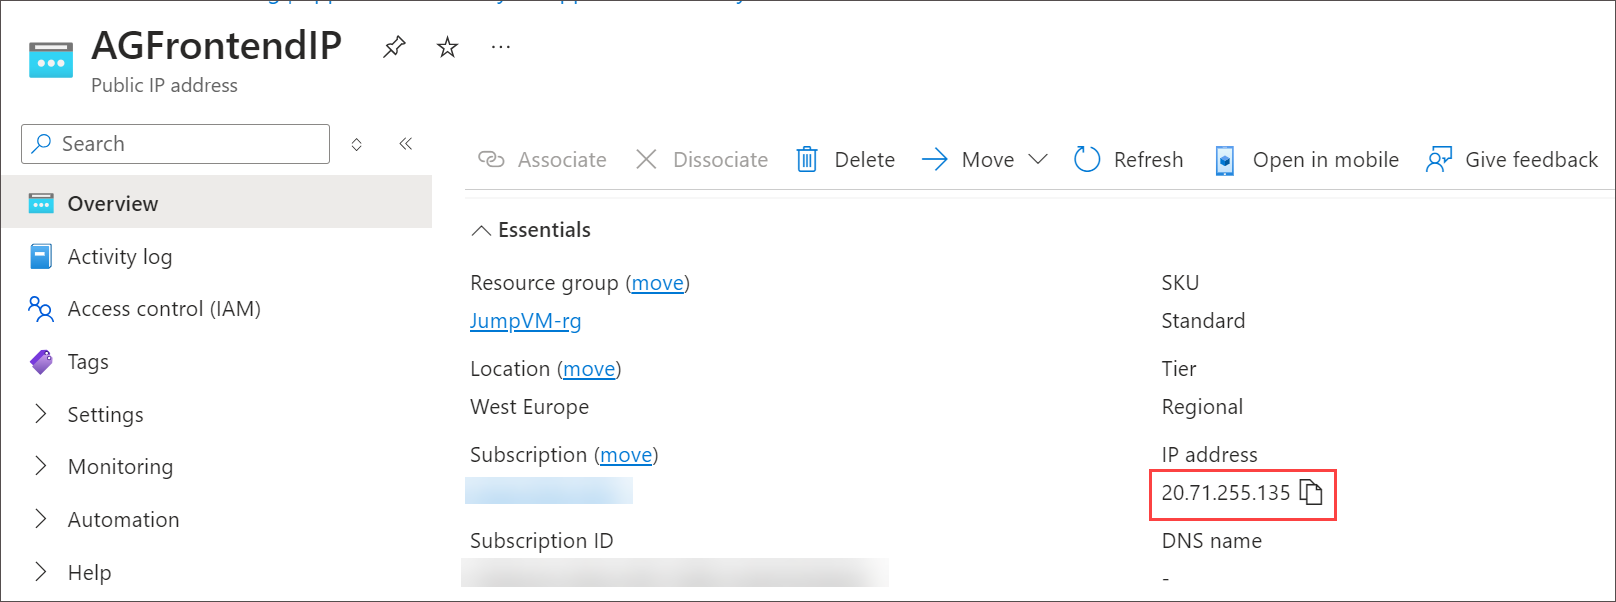 AGFrontendIP
Public IP address
Search
Overview
Activity log
Access control (IAM)
Tags
Settings
Monitoring
Automation
Help
Associate
Dissociate
Delete
Move
Refresh
Open in mobile
Give feedback
Essentials
Resource group (move)
JumpVM-rg
Location (move)
West Europe
Subscription (move)
Subscription ID
SKU
Standard
Tier
Regional
IP address
20.71.255.135
DNS name
-